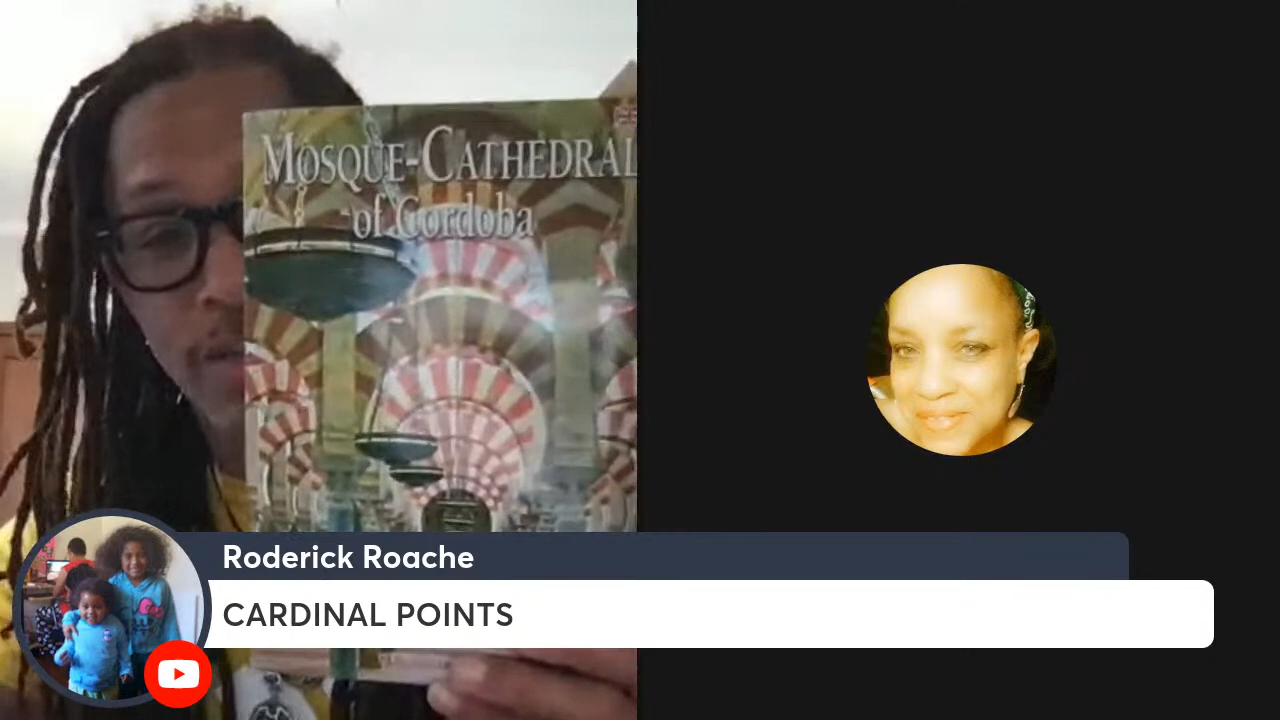 MOSQUE-CATHEDRAL
of Cordoba
Roderick Roache
CARDINAL POINTS